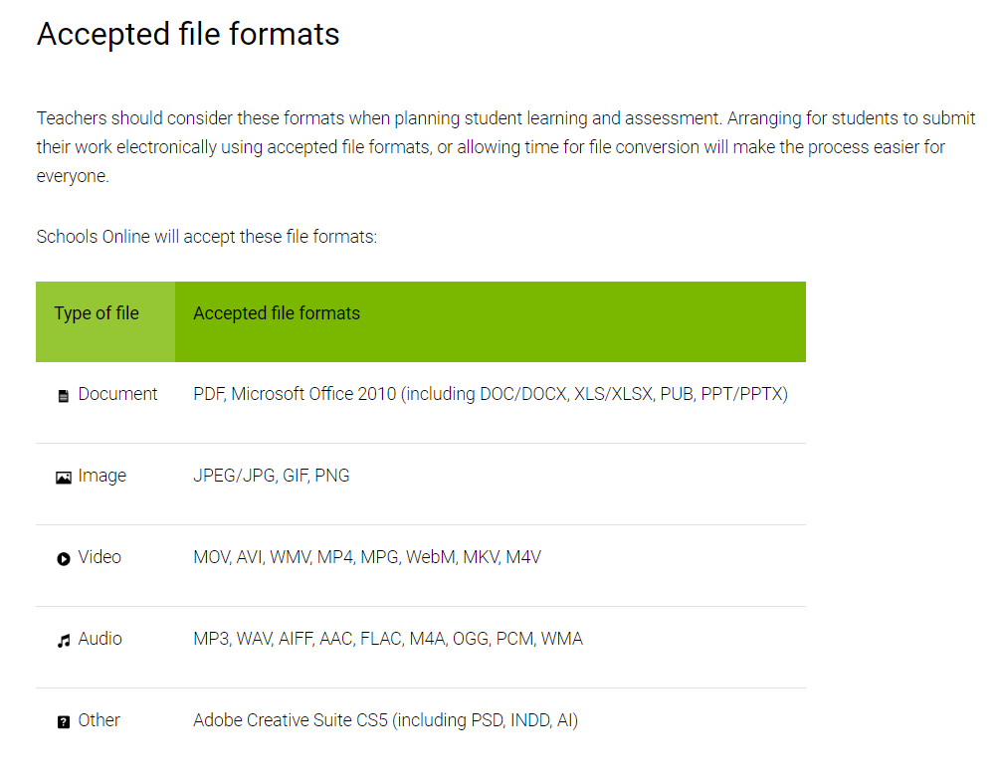 Accepted file formats
Teachers should consider these formats when planning student learning and assessment. Arranging for students to submit
their work electronically using accepted file formats, or allowing time for file conversion will make the process easier for
everyone.
Schools Online will accept these file formats:
Type of file Accepted file formats
Document PDF, Microsoft Office 2010 (including DOC/DOCX, XLS/XLSX, PUB, PPT/PPTX)
Image JPEG/JPG, GIF, PNG
Video MOV, AVI, WMV, MP4, MPG, WebM, MKV, M4V
Audio MP3, WAV, AIFF, AAC, FLAC, M4A, OGG, PCM, WMA
? Other Adobe Creative Suite CS5 (including PSD, INDD, AI)